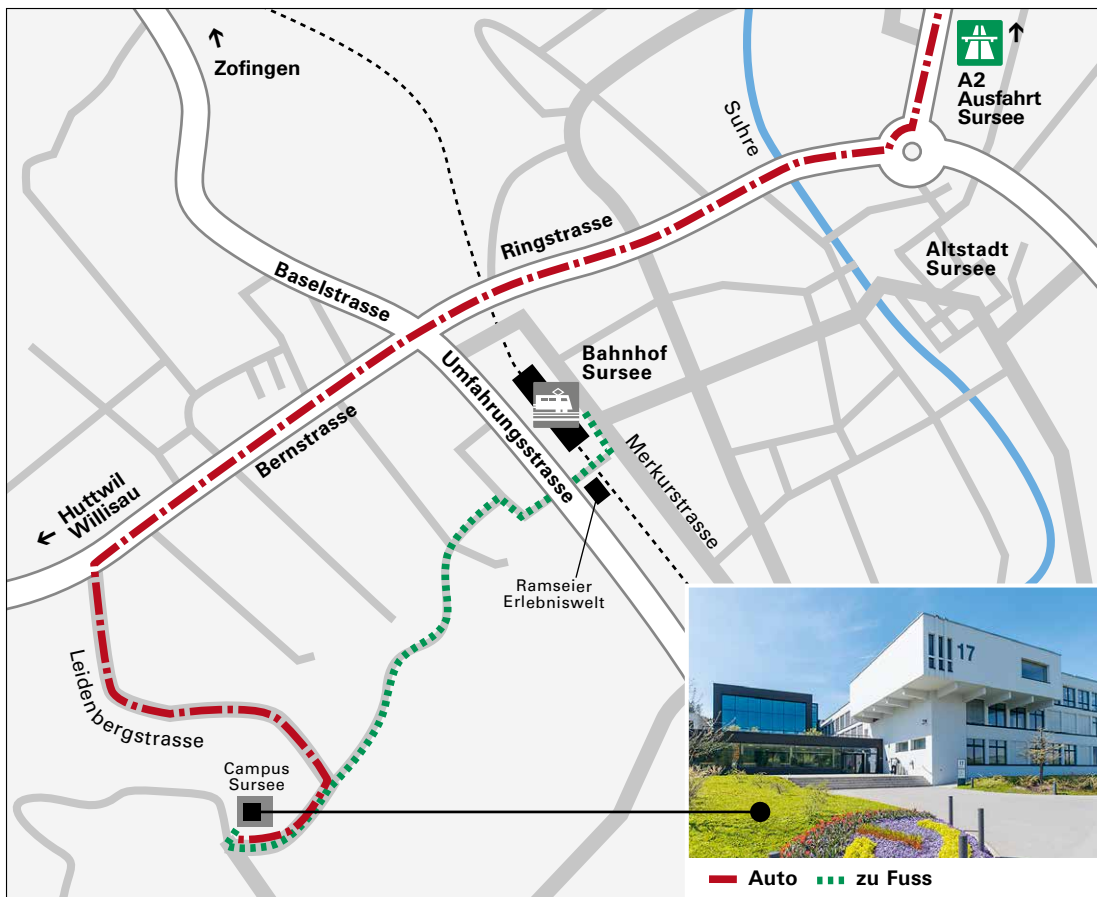 Zofingen
A2
Ausfahrt
Sursee
Suhre
Ringstrasse
Altstadt
Sursee
Baselstrasse
Bahnhof
Sursee
Umfahrungsstrasse
Bernstrasse
Merkurstrasse
Huttwil
Willisau
Ramseier
Erlebniswelt
Leidenbergstrasse
Campus
Sursee
17
Auto
zu Fuss